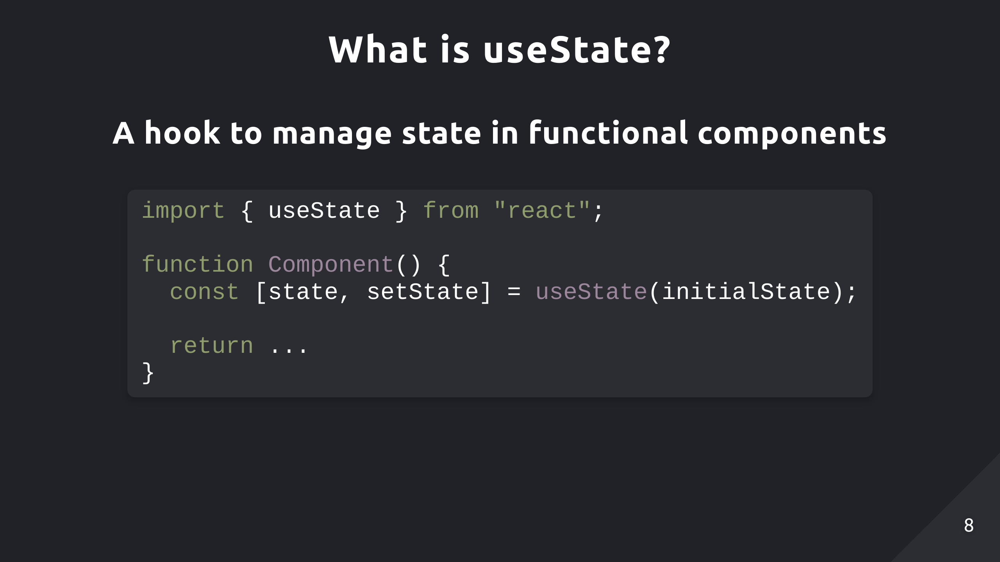 What is useState?
A hook to manage state in functional components
import { useState } from "react";
function Component() {
  const [state, setState] = useState(initialState);
  return ...
}
8